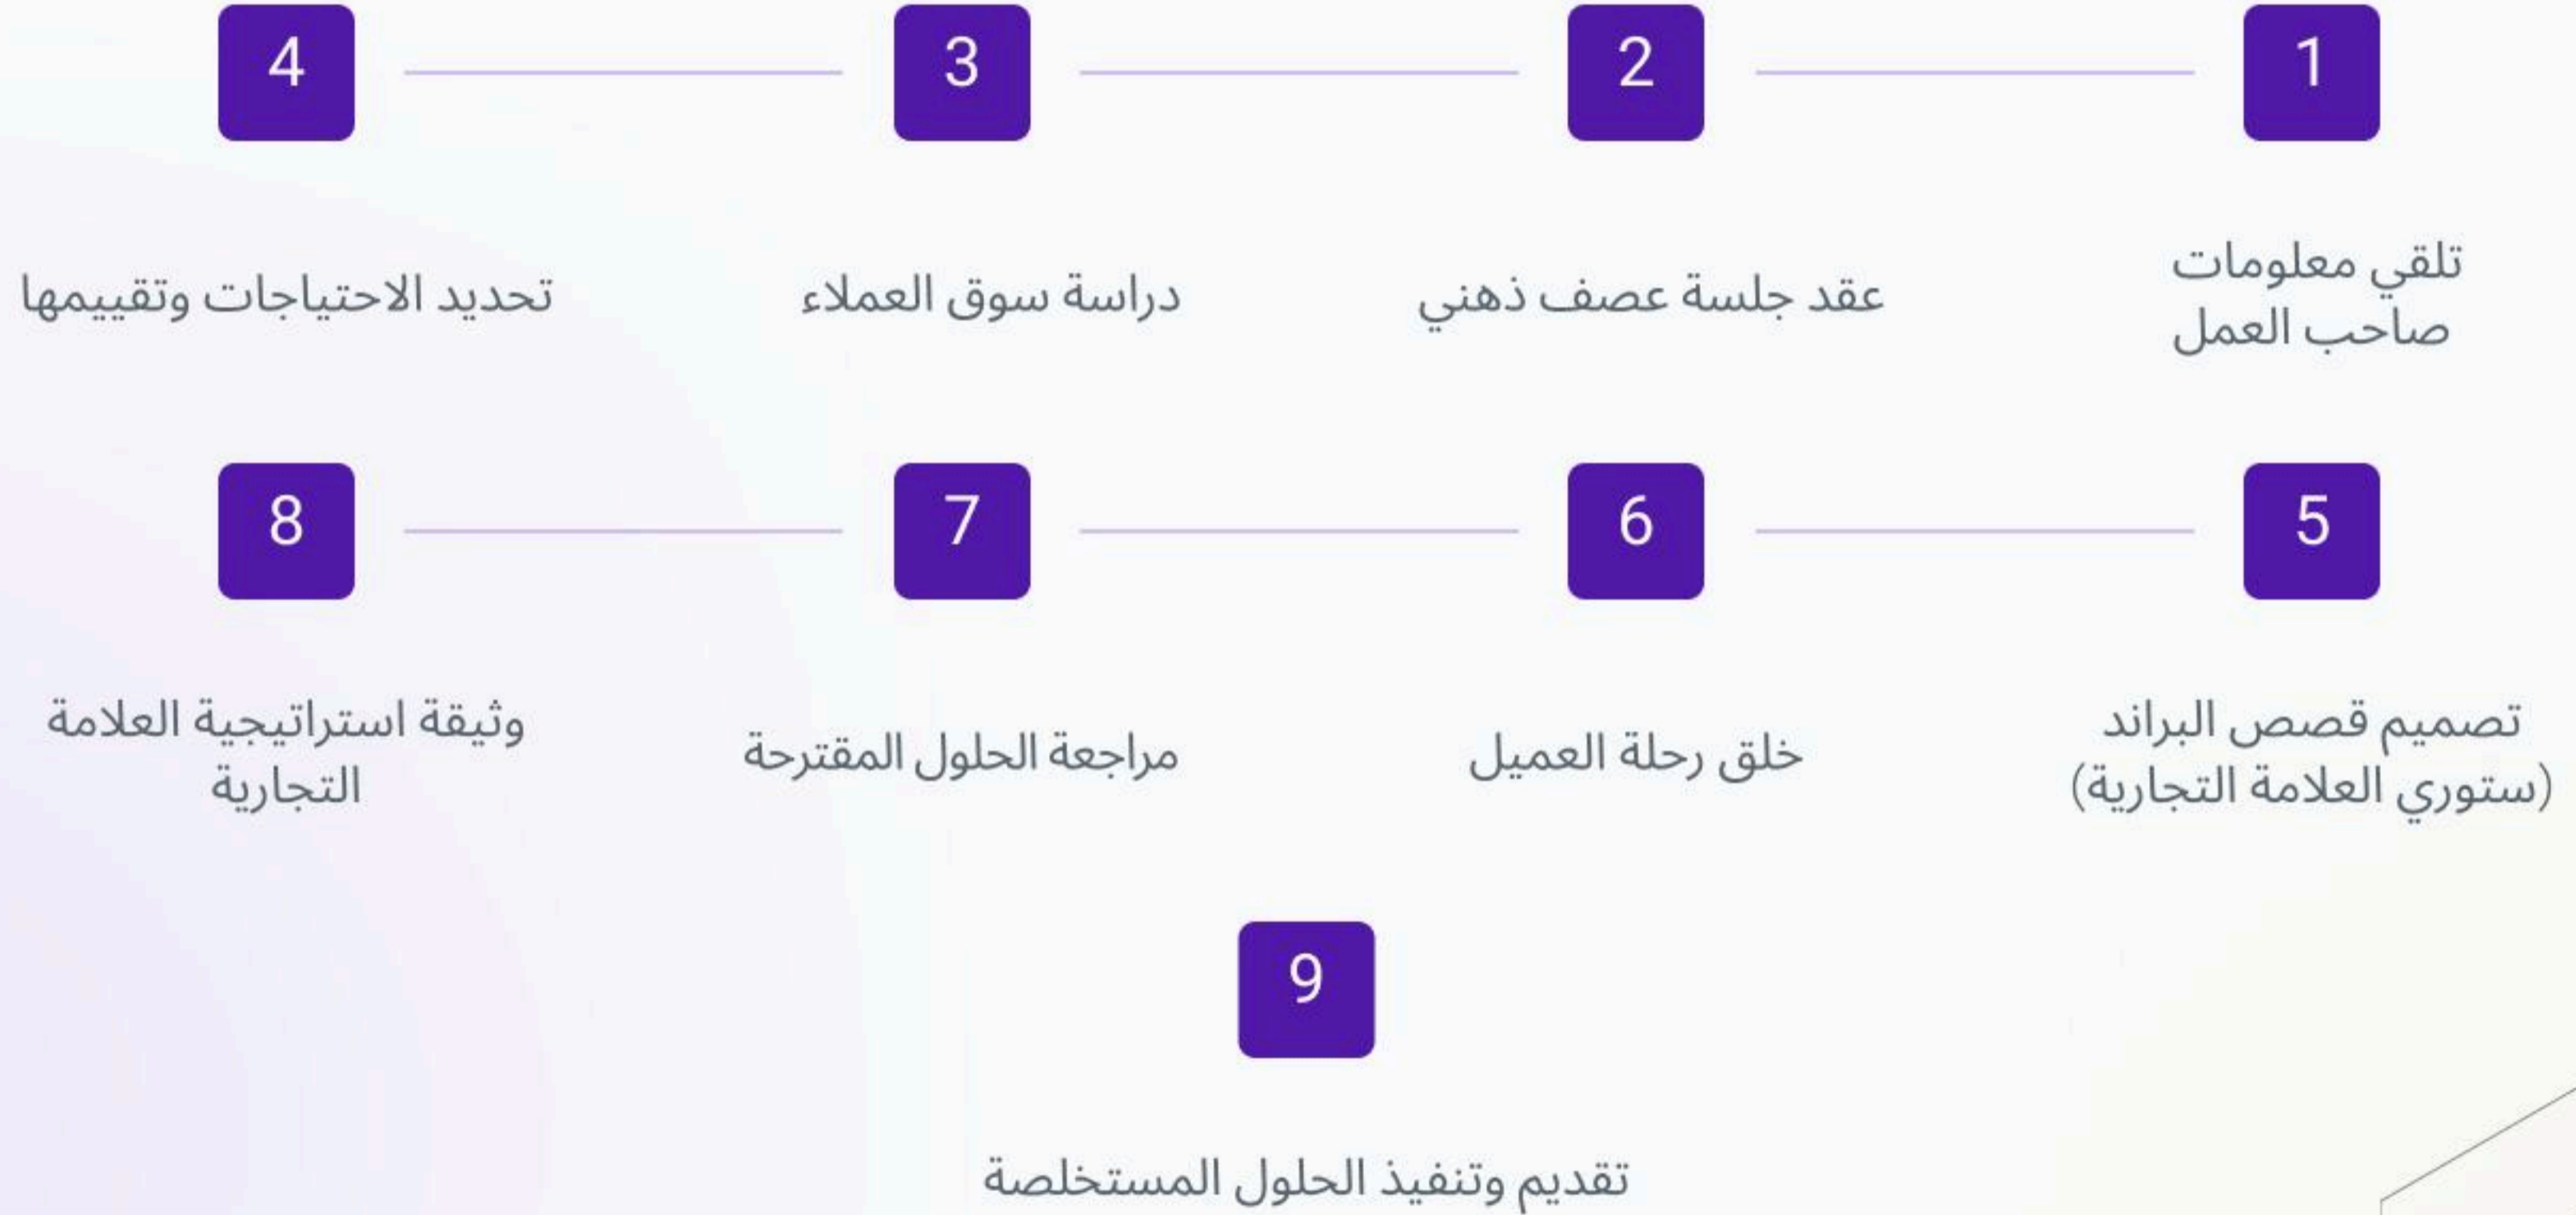 1
تلقي معلومات
صاحب العمل
2
عقد جلسة عصف ذهني
3
دراسة سوق العملاء
4
تحديد الاحتياجات وتقييمها
5
تصميم قصص البراند
(ستوري العلامة التجارية)
6
خلق رحلة العميل
7
مراجعة الحلول المقترحة
8
وثيقة استراتيجية العلامة
التجارية
9
تقديم وتنفيذ الحلول المستخلصة